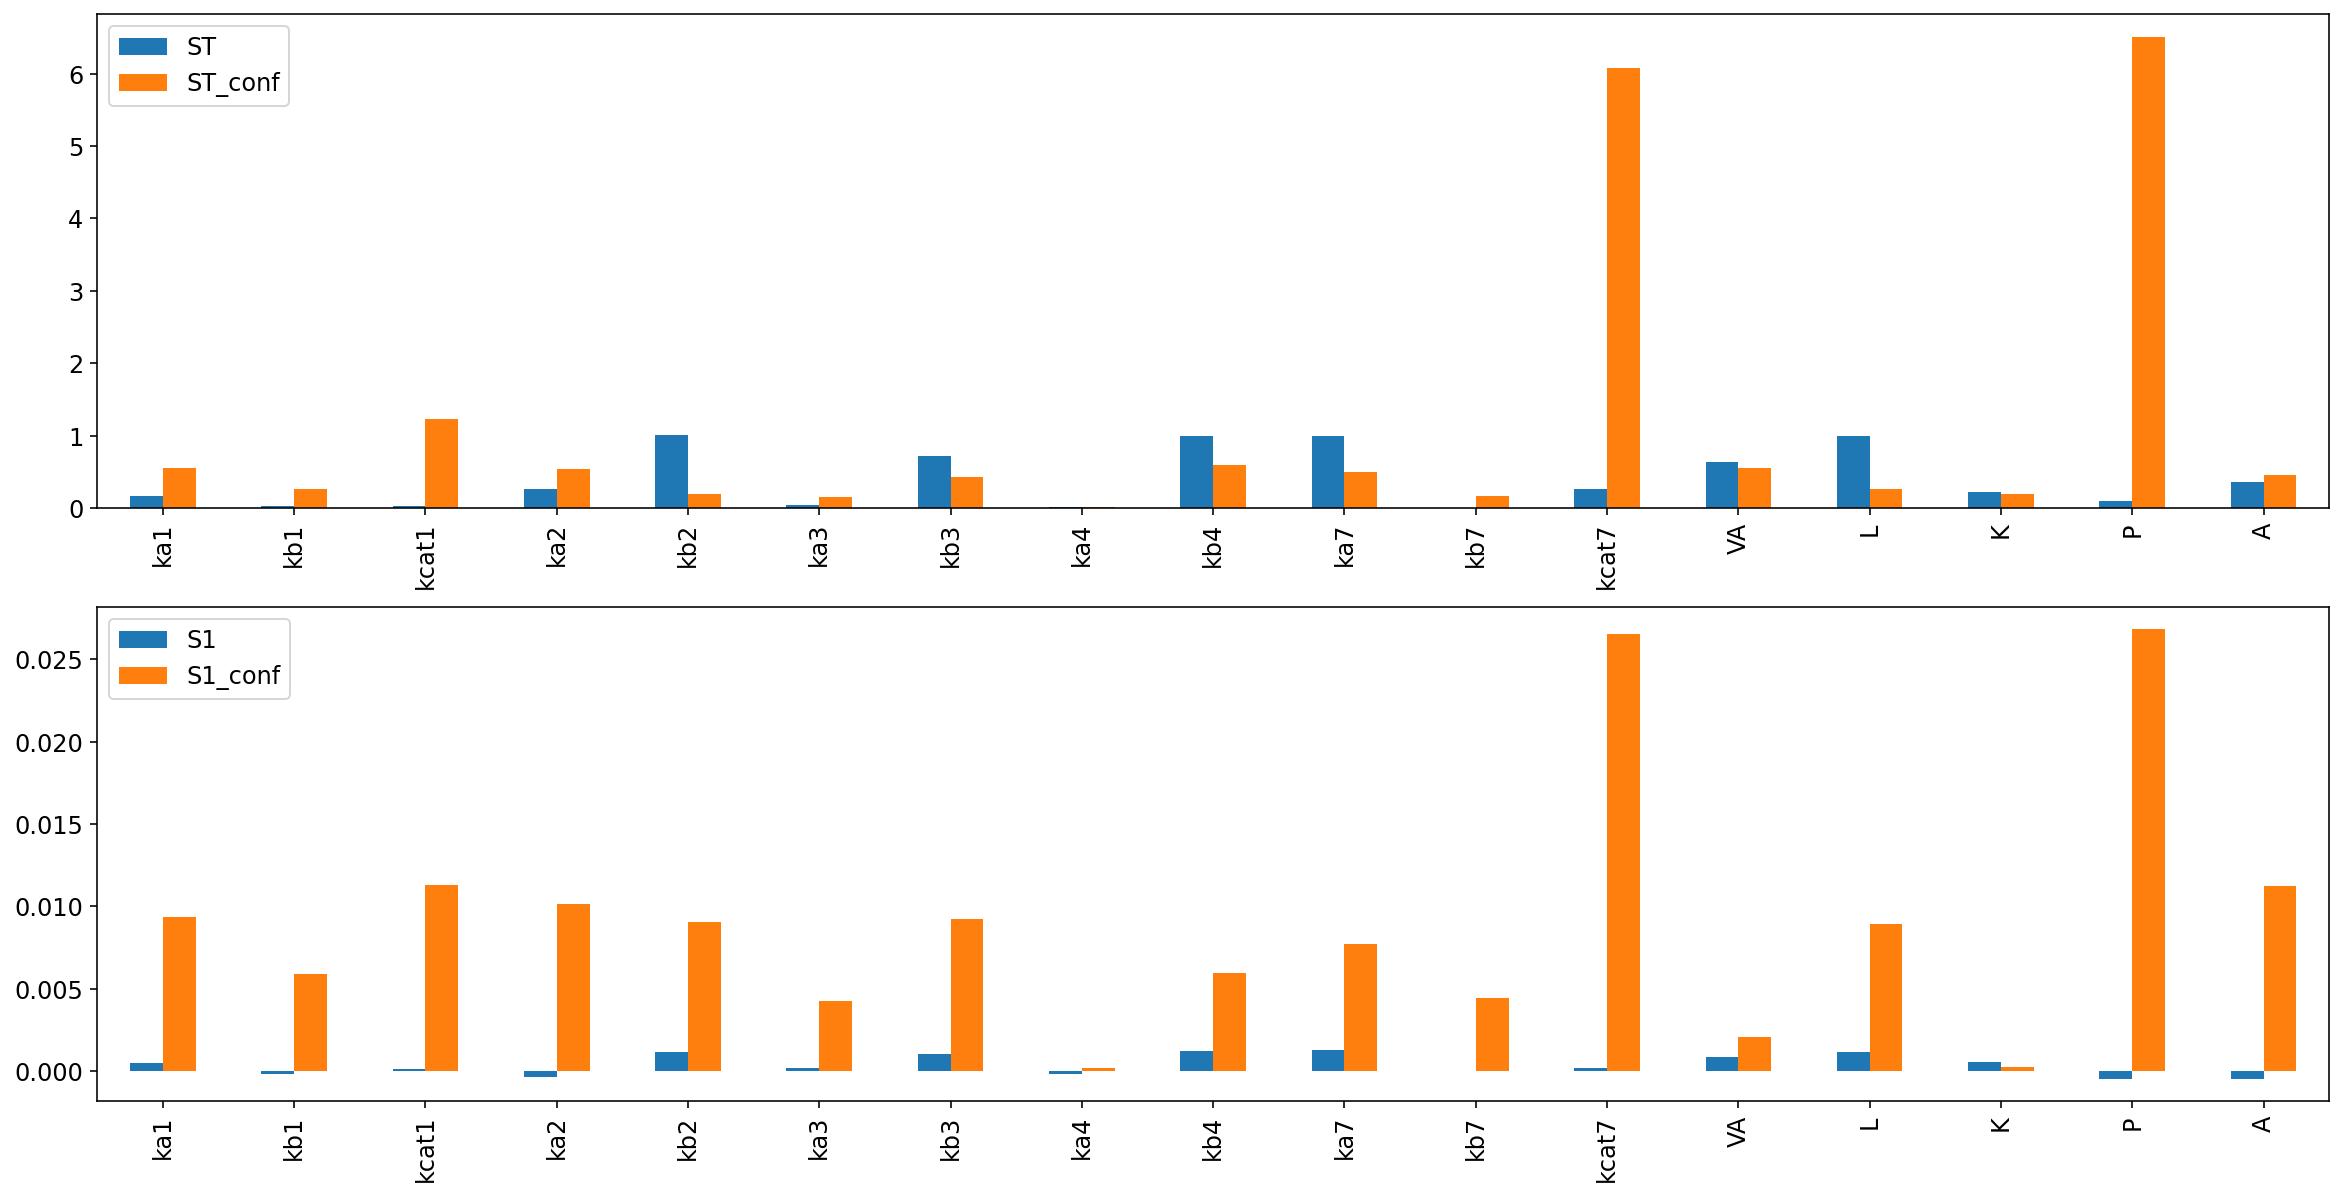 ST
ST_conf
6
5
4
3
2
1
0
ka1 kb1 kcat1 ka2 kb2 ka3 kb3 ka4 kb4 ka7 kb7 kcat7 VA L K P A
S1
S1_conf
0.025
0.020
0.015
0.010
0.005
0.000
ka1 kb1 kcat1 ka2 kb2 ka3 kb3 ka4 kb4 ka7 kb7 kcat7 VA L K P A